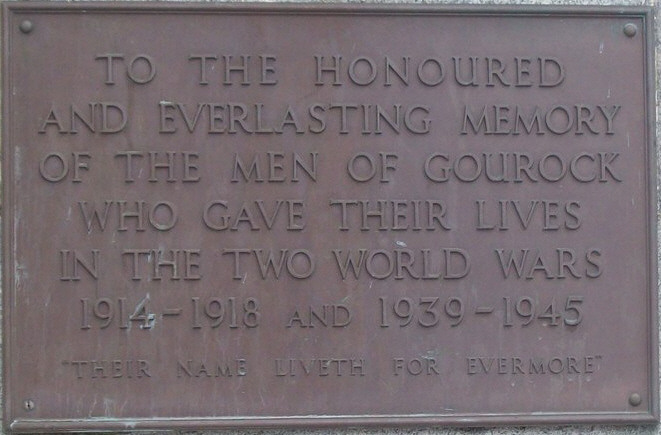 TO THE HONOURED
AND EVERLASTING MEMORY
OF THE MEN OF GOUROCK
WHO GAVE THEIR LIVES
IN THE TWO WORLD WARS
1914-1918 AND 1939-1945
"THEIR NAME LIVETH FOR EVERMORE"